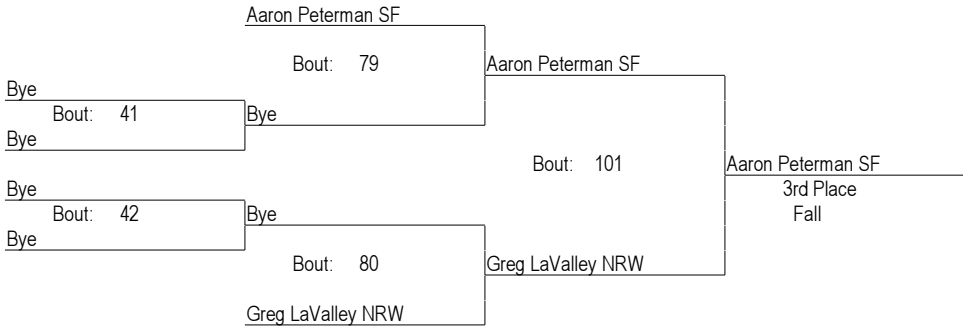 Aaron Peterman SF
Bout: 79
Aaron Peterman SF
Bye
Bout: 41
Bye
Bye
Bout: 101
Aaron Peterman SF
3rd Place
Fall
Bye
Bout: 42
Bye
Bye
Bout: 80
Greg LaValley NRW
Greg LaValley NRW